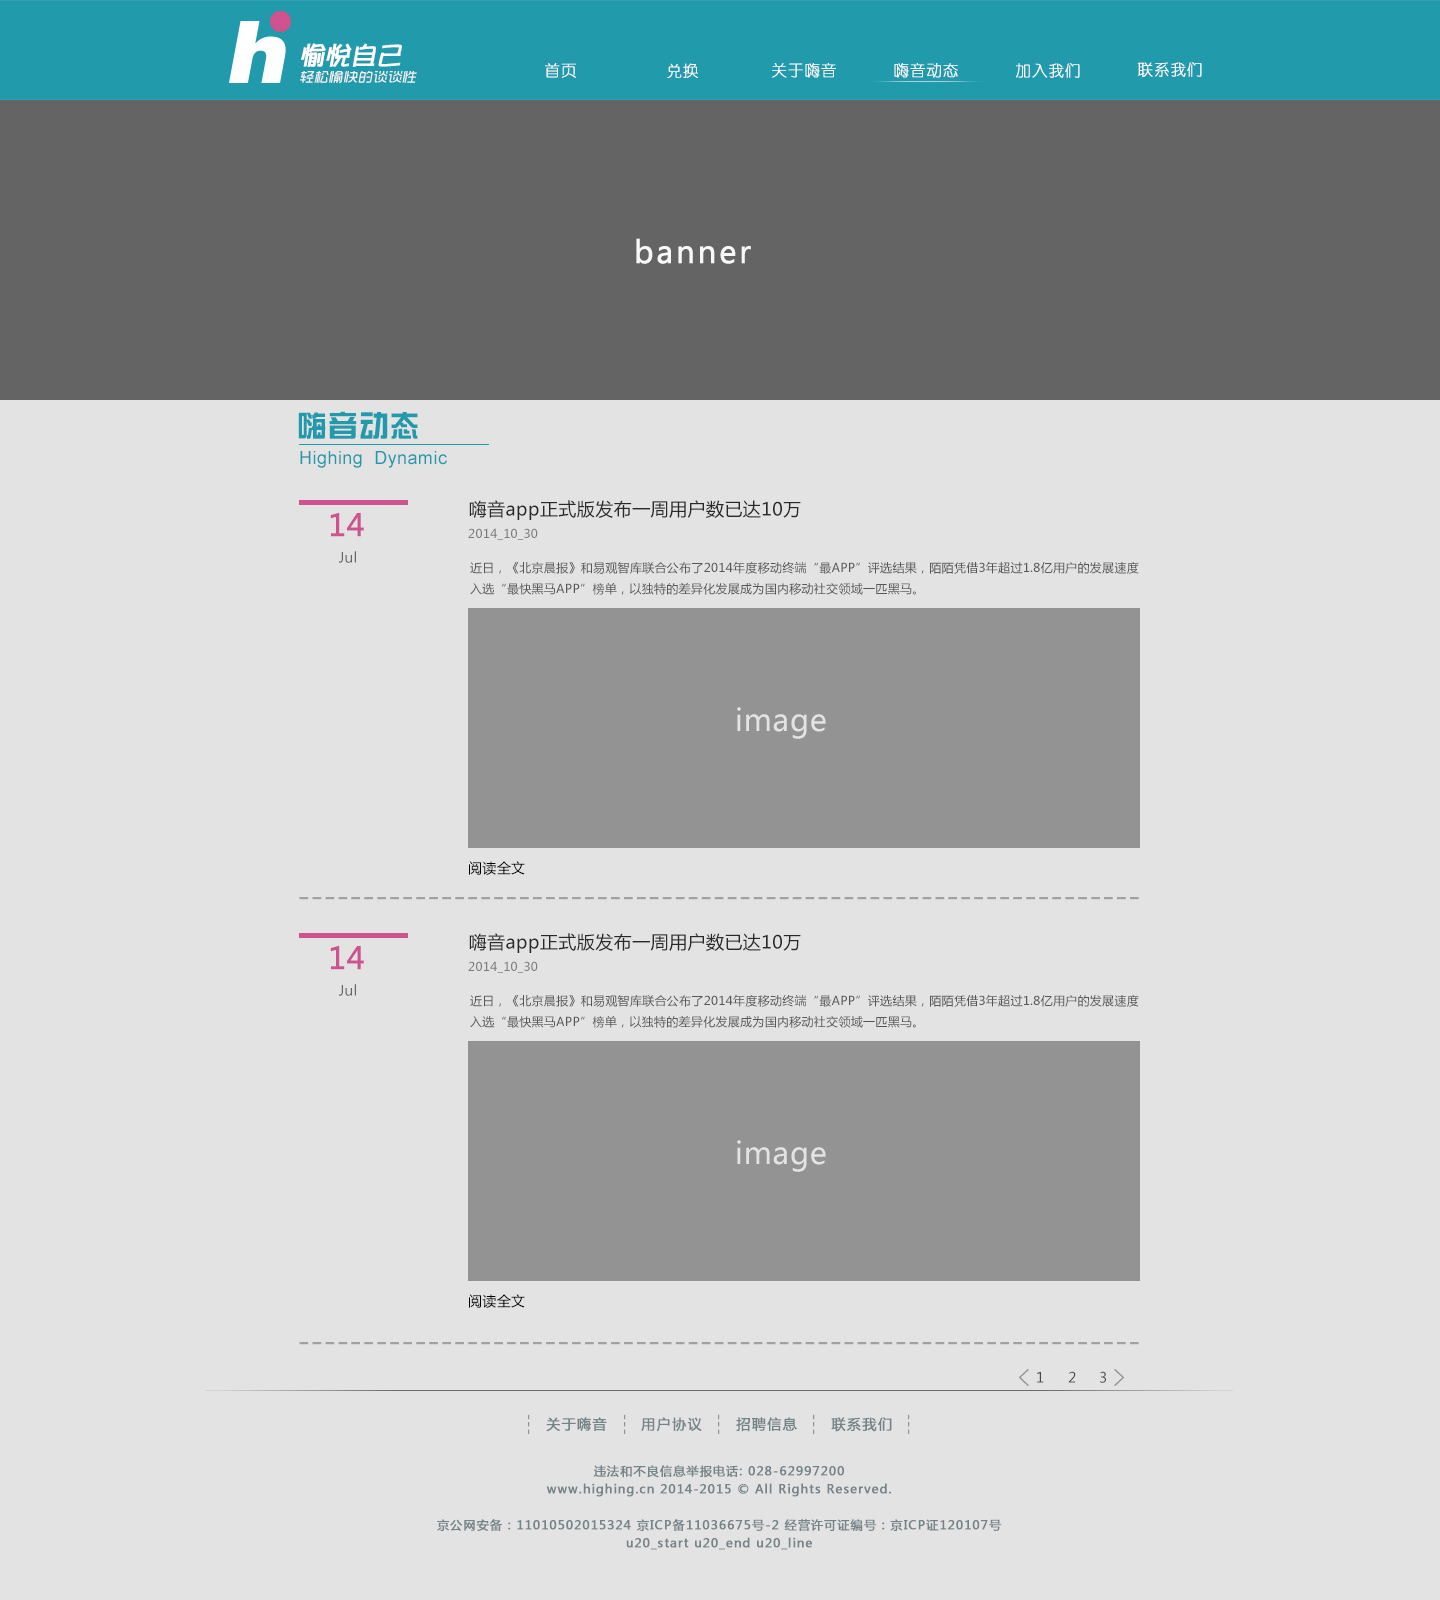 h 愉悦自己
轻松愉快的谈谈性
首页 兑换 关于嗨音 嗨音动态 加入我们 联系我们
banner
嗨音动态
Highing Dynamic
14
Jul
嗨音app正式版发布一周用户数已达10万
2014_10_30
近日，《北京晨报》和易观智库联合公布了2014年度移动终端“最APP”评选结果，陌陌凭借3年超过1.8亿用户的发展速度
入选“最快黑马APP”榜单，以独特的差异化发展成为国内移动社交领域一匹黑马。
image
阅读全文
14
Jul
嗨音app正式版发布一周用户数已达10万
2014_10_30
近日，《北京晨报》和易观智库联合公布了2014年度移动终端“最APP”评选结果，陌陌凭借3年超过1.8亿用户的发展速度
入选“最快黑马APP”榜单，以独特的差异化发展成为国内移动社交领域一匹黑马。
image
阅读全文
1 2 3
关于嗨音 用户协议 招聘信息 联系我们
违法和不良信息举报电话: 028-62997200
www.highing.cn 2014-2015 © All Rights Reserved.
京公网安备：11010502015324 京ICP备11036675号-2 经营许可证编号：京ICP证120107号
u20_start u20_end u20_line